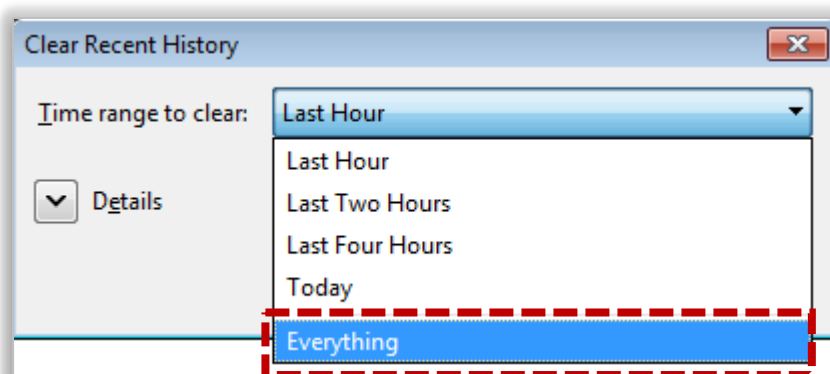 Clear Recent History
Time range to clear: Last Hour
Last Hour
Last Two Hours
Details
Last Four Hours
Today
Everything